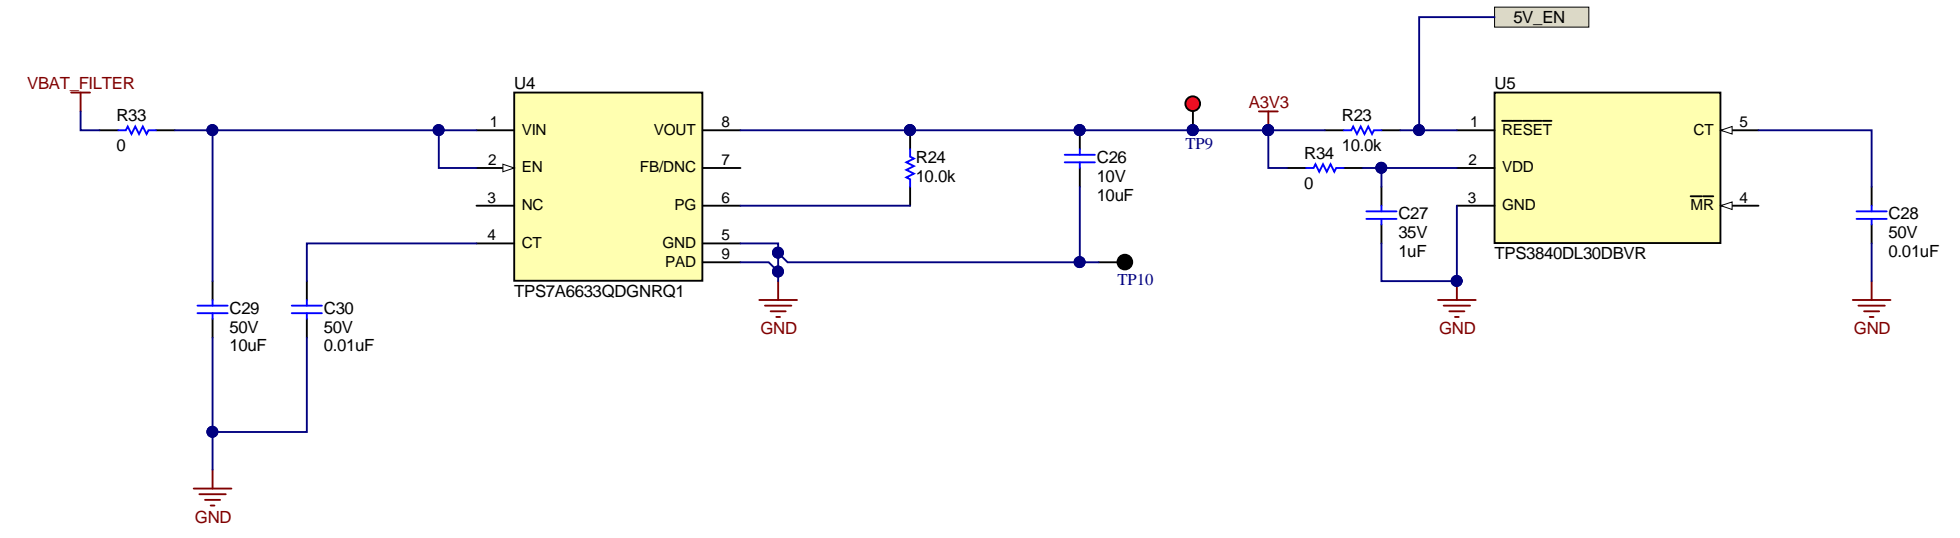 5V_EN
VBAT_FILTER
R33
0
U4
1
VIN
2
EN
3
NC
4
CT
VOUT
8
FB/DNC
7
PG
6
GND
5
PAD
9
TPS7A6633QDGNRQ1
C29
50V
10uF
C30
50V
0.01uF
GND
GND
R24
10.0k
C26
10V
10uF
TP9
TP10
A3V3
R23
10.0k
R34
0
C27
35V
1uF
GND
U5
1
RESET
2
VDD
3
GND
CT
5
MR
4
TPS3840DL30DBVR
C28
50V
0.01uF
GND